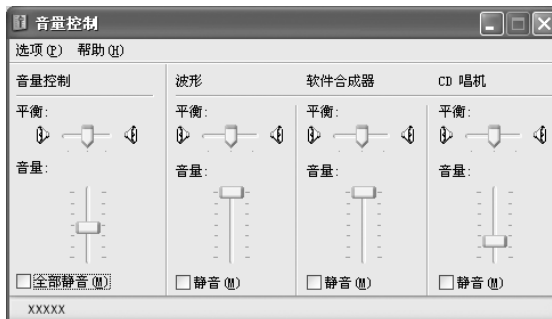 音量控制
选项(P) 帮助(H)
音量控制 波形 软件合成器 CD 唱机
平衡: 平衡: 平衡: 平衡:
音量: 音量: 音量: 音量:
全部静音(M) 静音(M) 静音(M) 静音(M)
XXXXX